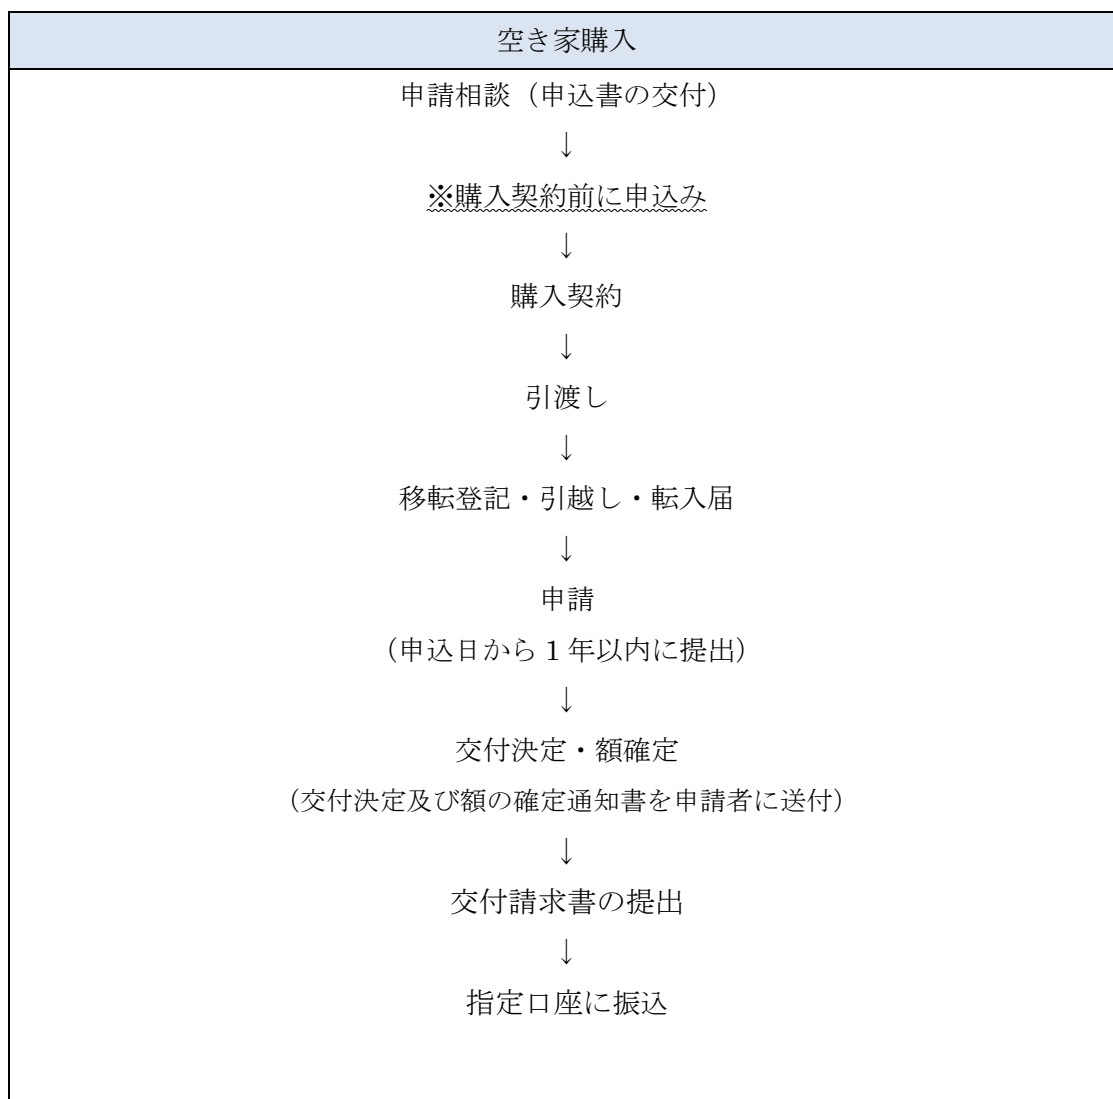 空き家購入
申請相談（申込書の交付）
↓
※購入契約前に申込み
↓
購入契約
↓
引渡し
↓
移転登記・引越し・転入届
↓
申請
（申込日から 1 年以内に提出）
↓
交付決定・額確定
（交付決定及び額の確定通知書を申請者に送付）
↓
交付請求書の提出
↓
指定口座に振込